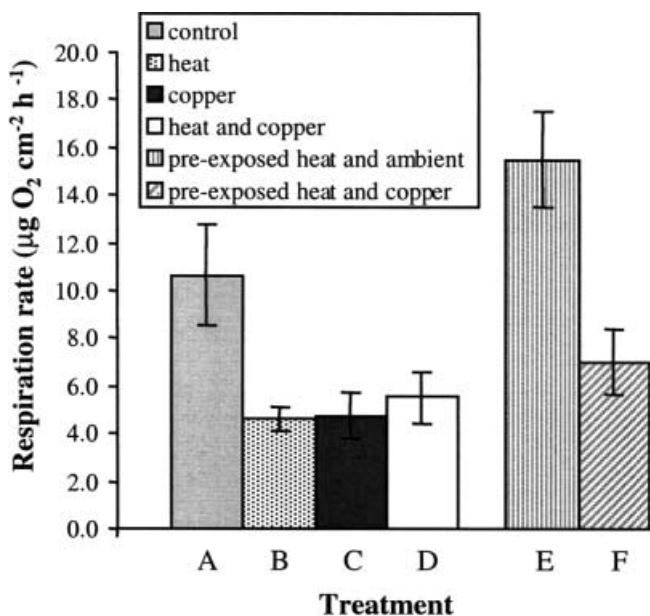 20.0
18.0
16.0
14.0
12.0
10.0
8.0
6.0
4.0
2.0
0.0
Respiration rate (µg O₂ cm⁻² h⁻¹)
control
heat
copper
heat and copper
pre-exposed heat and ambient
pre-exposed heat and copper
A B C D E F
Treatment